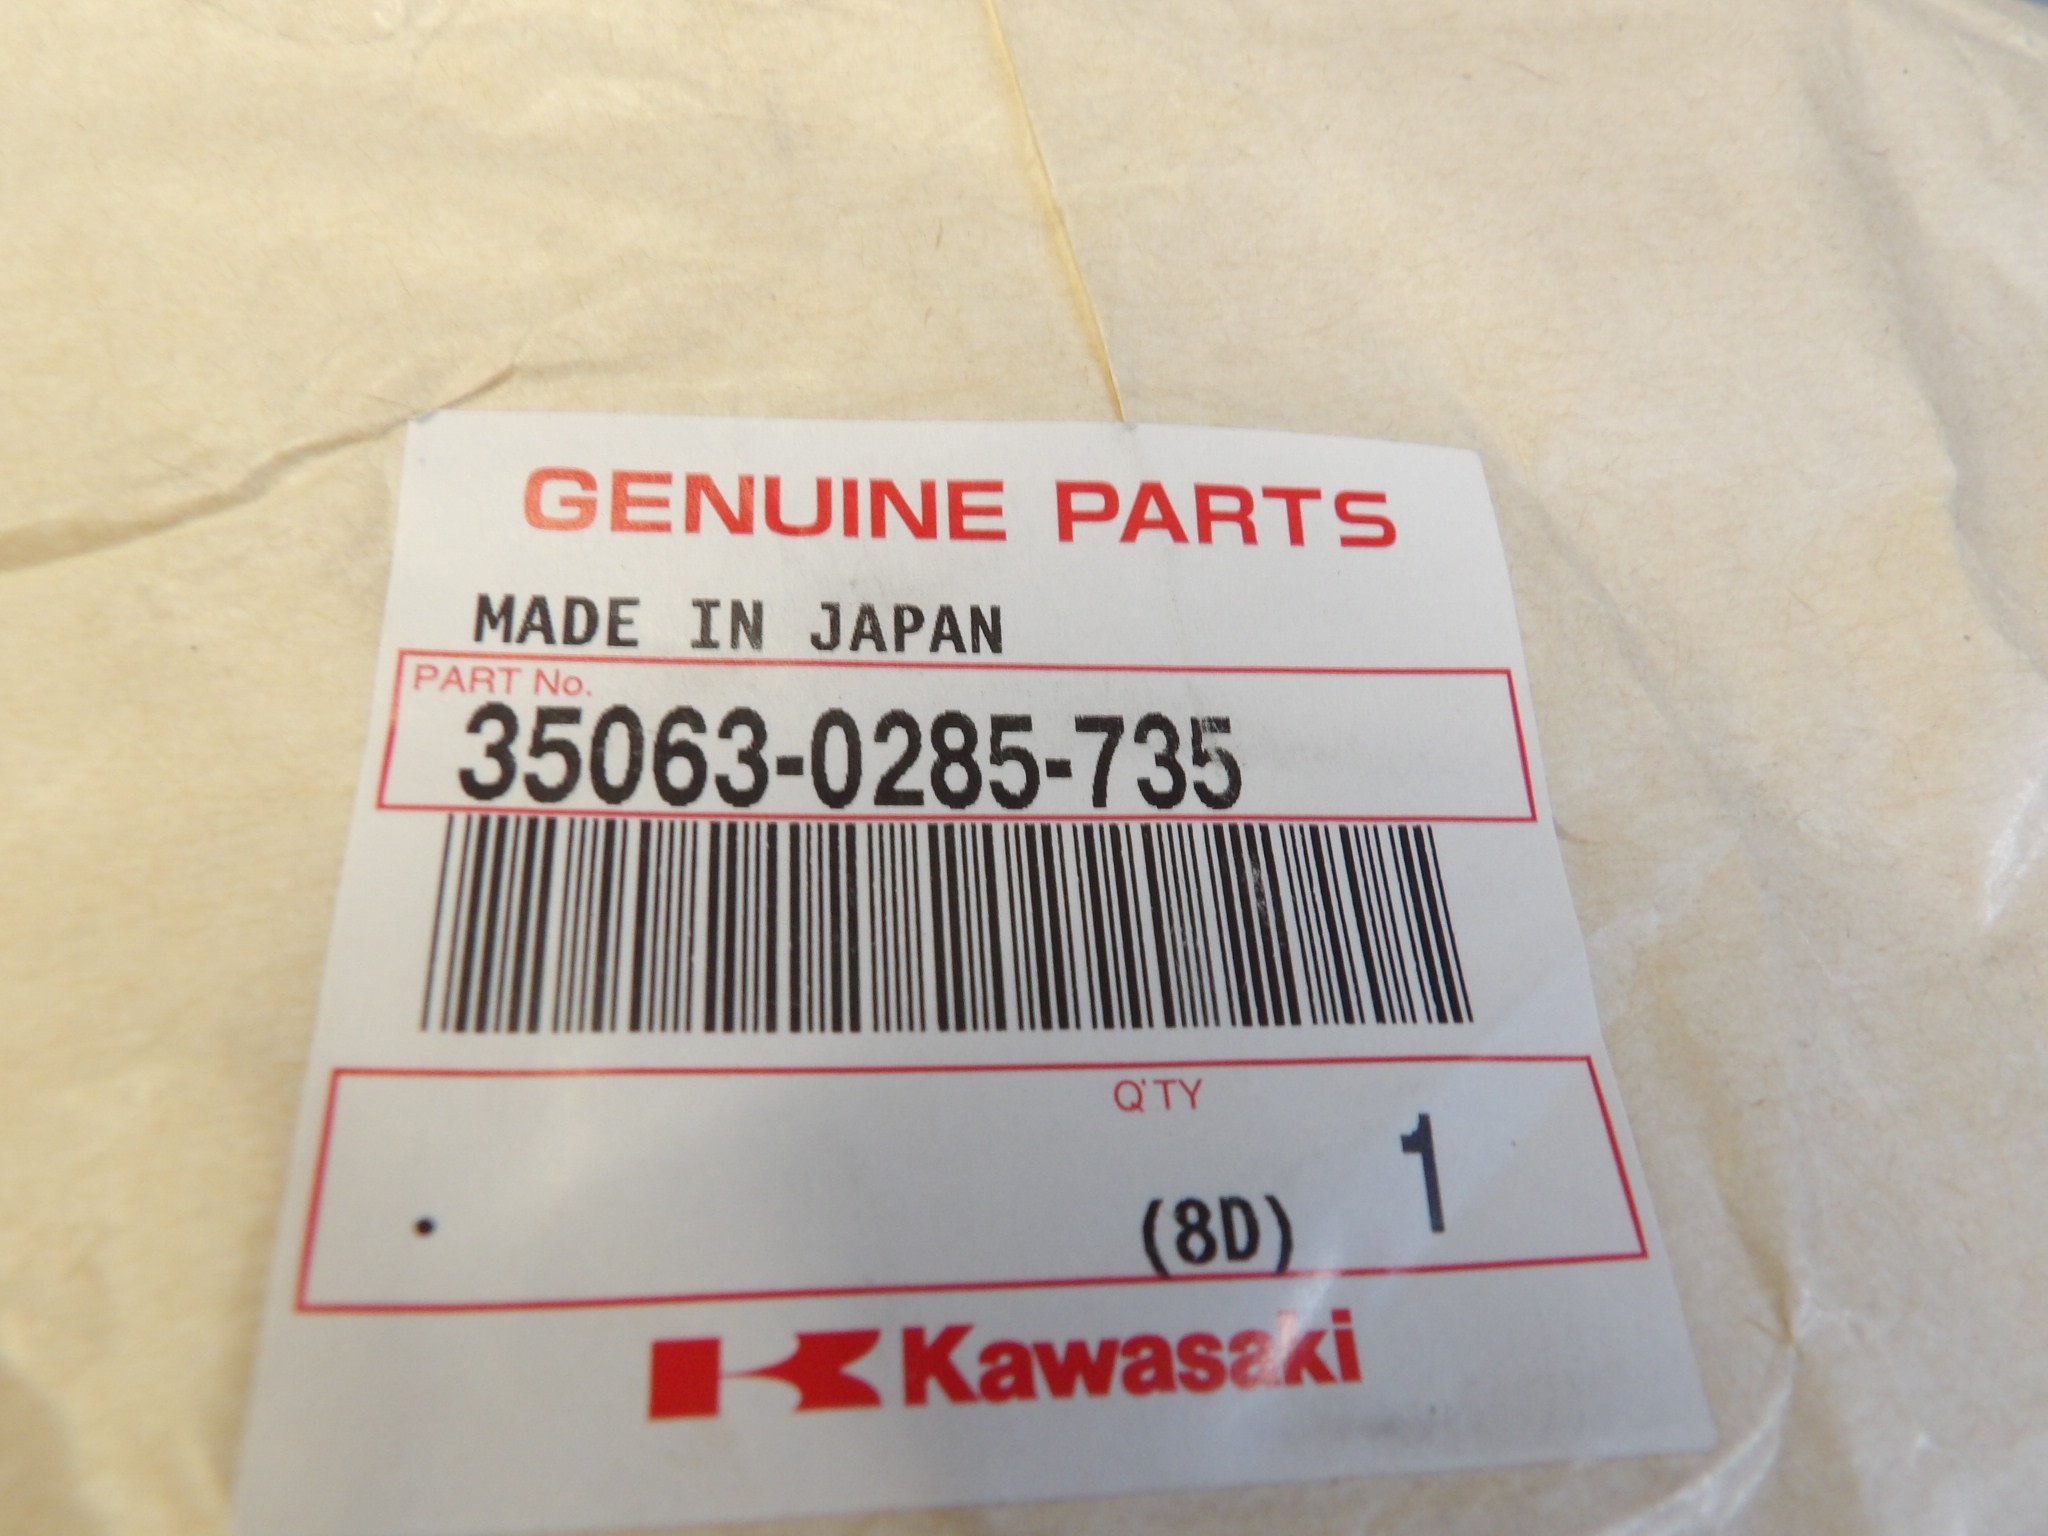 GENUINE PARTS
MADE IN JAPAN
PART No.
35063-0285-735
Q'TY
1
(8D)
Kawasaki